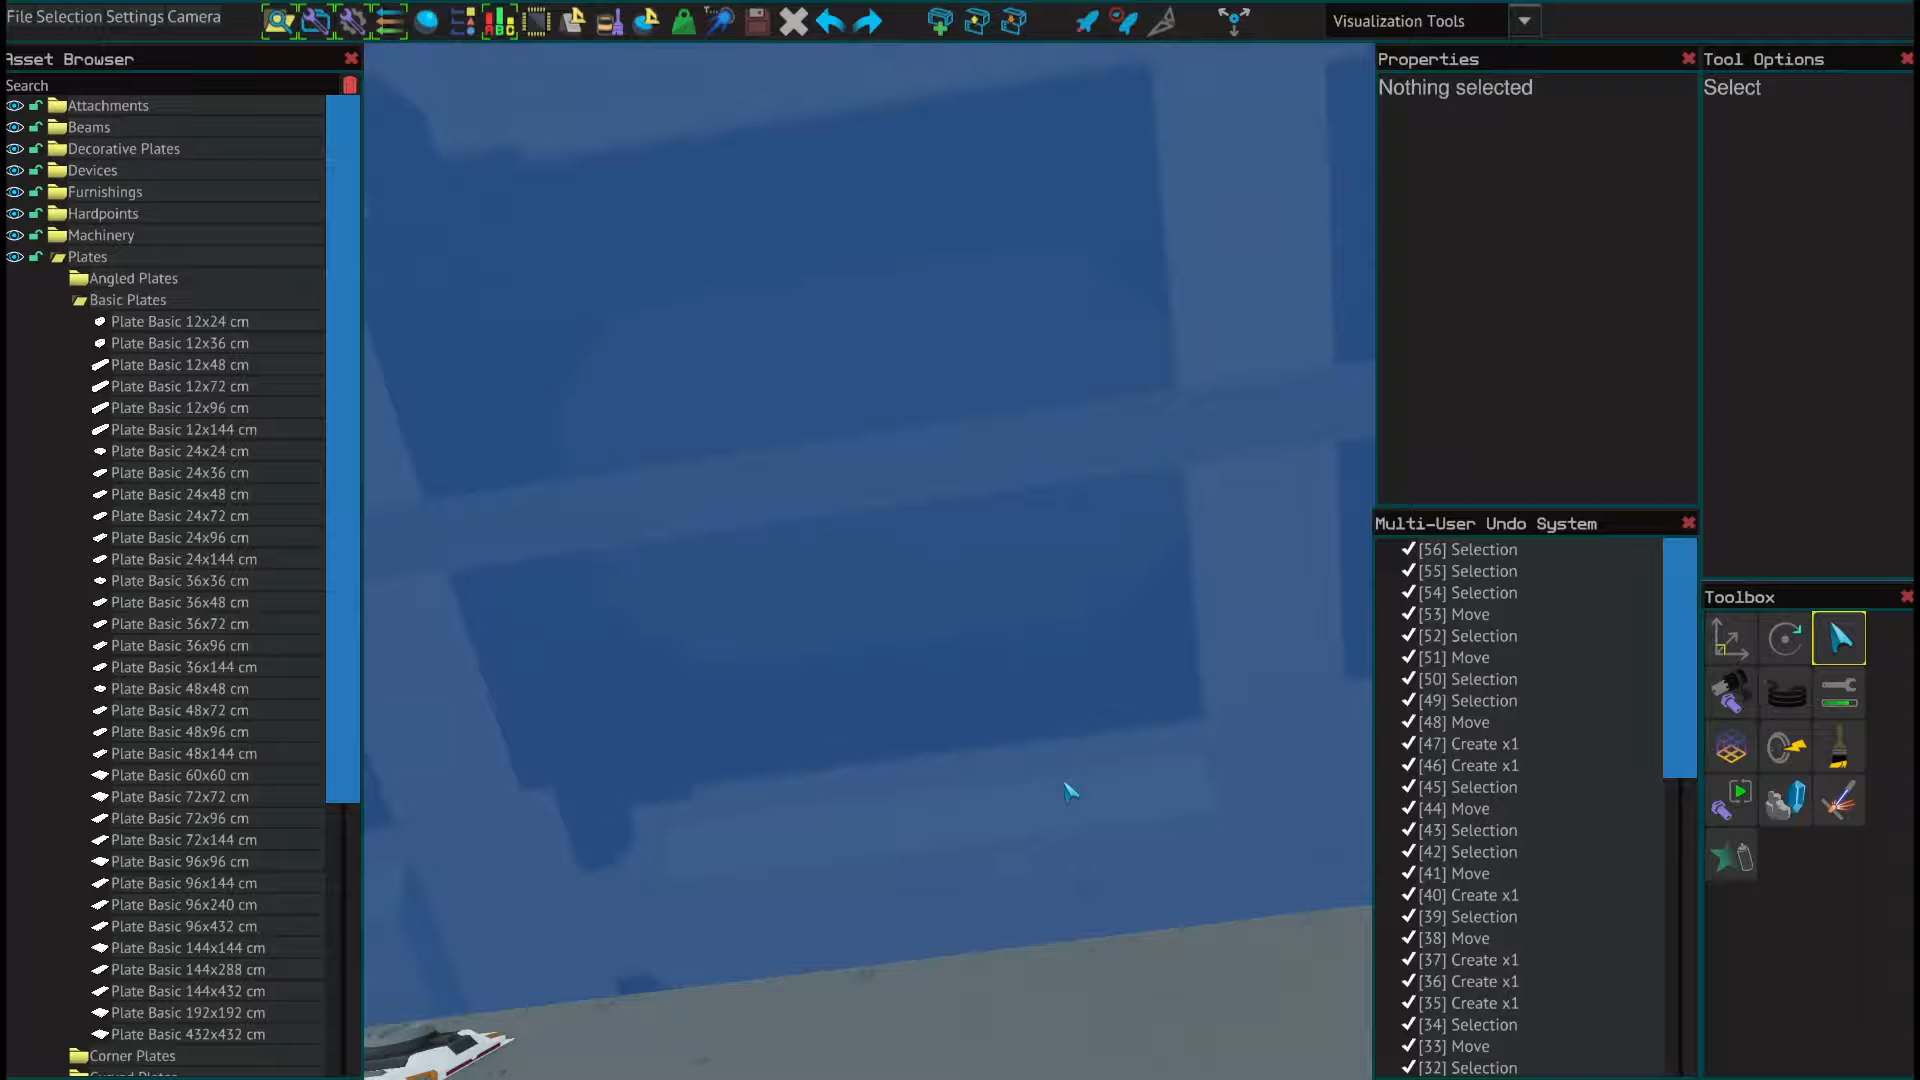 File Selection Settings Camera
Visualization Tools
Asset Browser
Search
Attachments
Beams
Decorative Plates
Devices
Furnishings
Hardpoints
Machinery
Plates
Angled Plates
Basic Plates
Plate Basic 12x24 cm
Plate Basic 12x36 cm
Plate Basic 12x48 cm
Plate Basic 12x72 cm
Plate Basic 12x96 cm
Plate Basic 12x144 cm
Plate Basic 24x24 cm
Plate Basic 24x36 cm
Plate Basic 24x48 cm
Plate Basic 24x72 cm
Plate Basic 24x96 cm
Plate Basic 24x144 cm
Plate Basic 36x36 cm
Plate Basic 36x48 cm
Plate Basic 36x72 cm
Plate Basic 36x96 cm
Plate Basic 36x144 cm
Plate Basic 48x48 cm
Plate Basic 48x72 cm
Plate Basic 48x96 cm
Plate Basic 48x144 cm
Plate Basic 60x60 cm
Plate Basic 72x72 cm
Plate Basic 72x96 cm
Plate Basic 72x144 cm
Plate Basic 96x96 cm
Plate Basic 96x144 cm
Plate Basic 96x240 cm
Plate Basic 96x432 cm
Plate Basic 144x144 cm
Plate Basic 144x288 cm
Plate Basic 144x432 cm
Plate Basic 192x192 cm
Plate Basic 432x432 cm
Corner Plates
Properties
Nothing selected
Tool Options
Select
Multi-User Undo System
[56] Selection
[55] Selection
[54] Selection
[53] Move
[52] Selection
[51] Move
[50] Selection
[49] Selection
[48] Move
[47] Create x1
[46] Create x1
[45] Selection
[44] Move
[43] Selection
[42] Selection
[41] Move
[40] Create x1
[39] Selection
[38] Move
[37] Create x1
[36] Create x1
[35] Create x1
[34] Selection
[33] Move
[32] Selection
Toolbox